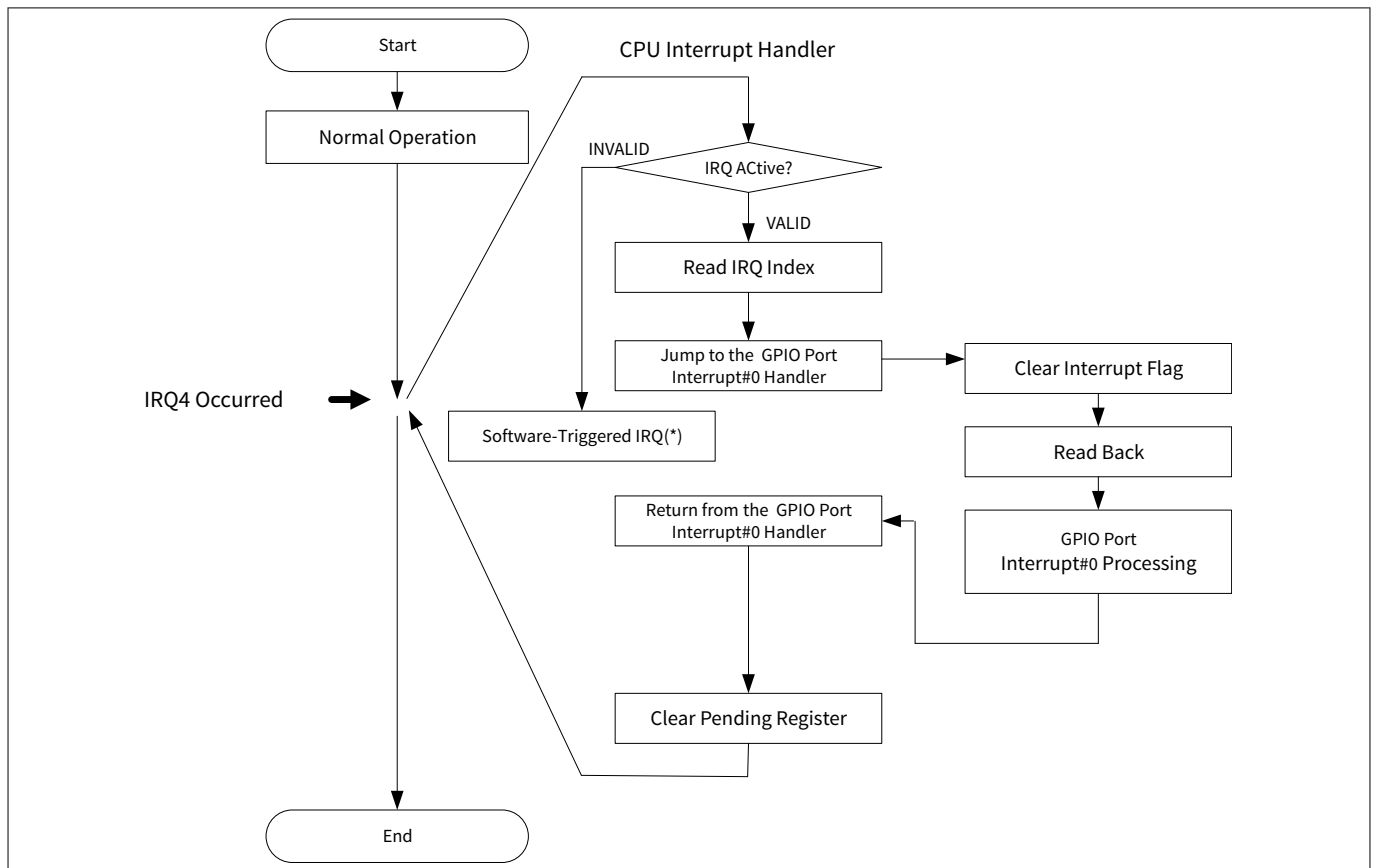 Start
CPU Interrupt Handler
Normal Operation
INVALID
IRQ ACtive?
VALID
Read IRQ Index
Jump to the GPIO Port
Interrupt#0 Handler
Clear Interrupt Flag
IRQ4 Occurred
Software-Triggered IRQ(*)
Read Back
Return from the GPIO Port
Interrupt#0 Handler
GPIO Port
Interrupt#0 Processing
Clear Pending Register
End